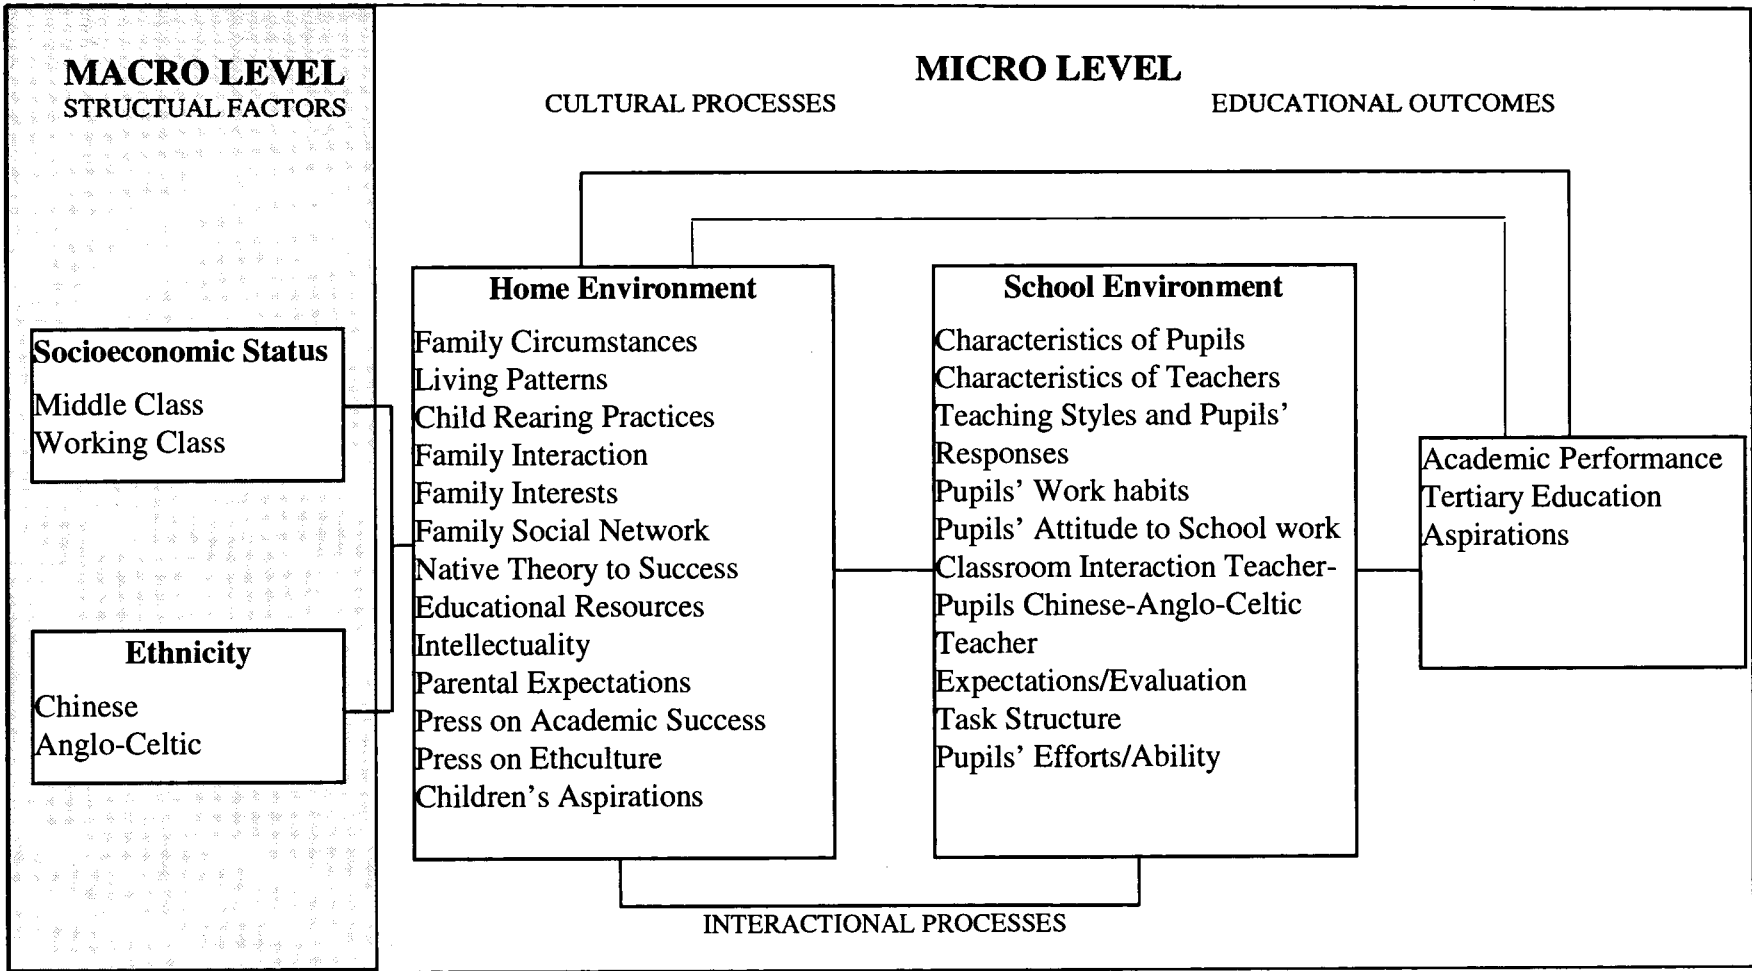 MACRO LEVEL
STRUCTUAL FACTORS
MICRO LEVEL
CULTURAL PROCESSES
EDUCATIONAL OUTCOMES
Socioeconomic Status
Middle Class
Working Class
Ethnicity
Chinese
Anglo-Celtic
Home Environment
Family Circumstances
Living Patterns
Child Rearing Practices
Family Interaction
Family Interests
Family Social Network
Native Theory to Success
Educational Resources
Intellectuality
Parental Expectations
Press on Academic Success
Press on Ethculture
Children's Aspirations
School Environment
Characteristics of Pupils
Characteristics of Teachers
Teaching Styles and Pupils'
Responses
Pupils' Work habits
Pupils' Attitude to School work
Classroom Interaction Teacher-
Pupils Chinese-Anglo-Celtic
Teacher
Expectations/Evaluation
Task Structure
Pupils' Efforts/Ability
Academic Performance
Tertiary Education
Aspirations
INTERACTIONAL PROCESSES